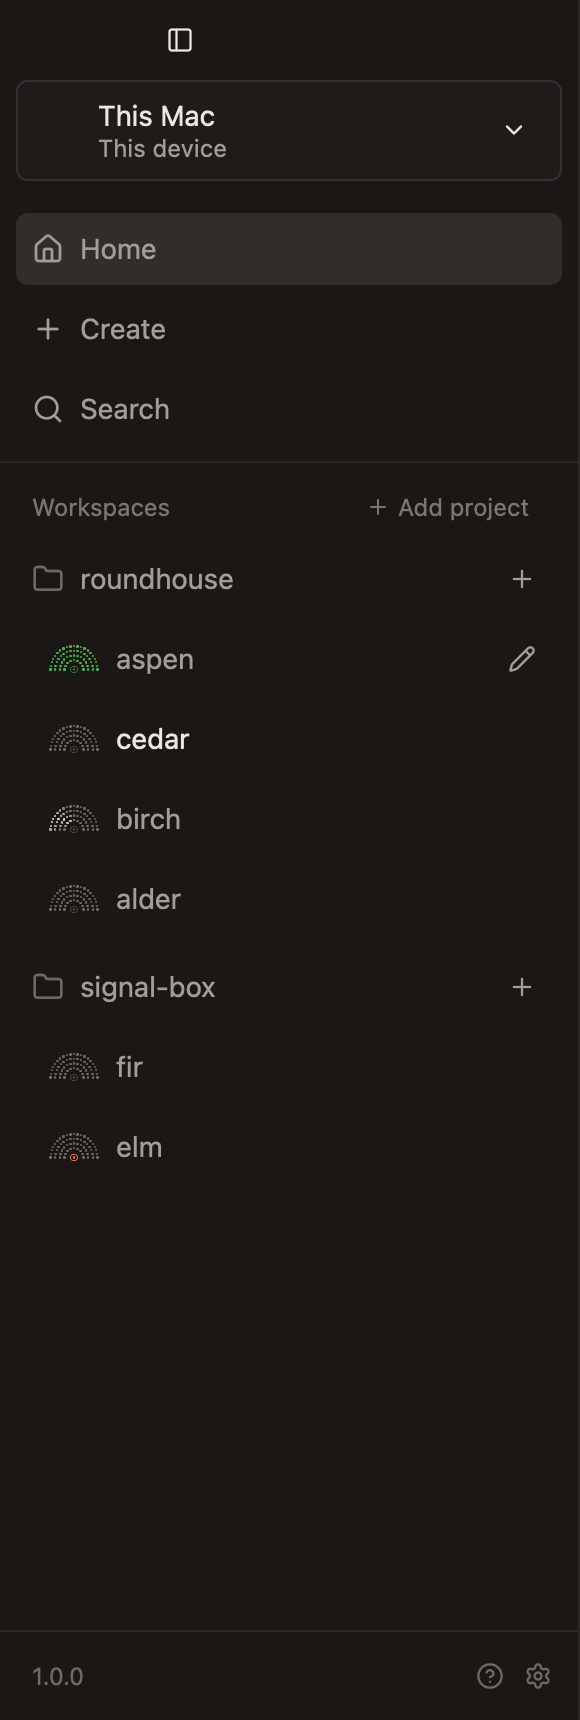 This Mac
This device
Home
Create
Search
Workspaces
Add project
roundhouse
aspen
cedar
birch
alder
signal-box
fir
elm
1.0.0